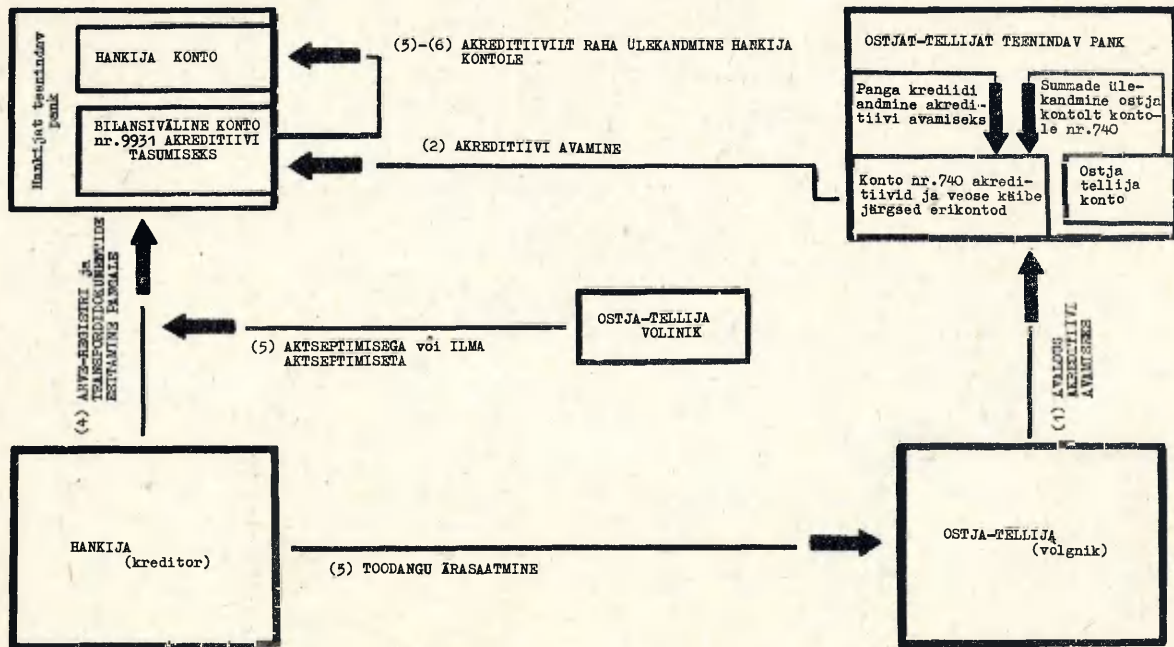 Hankijat teenindav
pank
HANKIJA KONTO
BILANSIVÄLINE KONTO
nr.9931 AKREDITIIVI
TASUMISEKS
(5)-(6) AKREDITIIVILT RAHA ÜLEKANDMINE HANKIJA
KONTOLE
(2) AKREDITIIVI AVAMINE
OSTJAT-TELLIJAT TEENINDAV PANK
Panga krediidi
andmine akredi-
tiivi avamiseks
Summade üle-
kandmine ostja
kontolt konto-
le nr.740
Konto nr.740 akredi-
tiivid ja veose käibe
järgsed erikontod
Ostja
tellija
konto
(4) ARVE-REGISTRI ja
TRANSPORDIDOKUMENTIDE
ESITAMINE PANGALE
(5) AKTSEPTIMISEGA või ILMA
AKTSEPTIMISETA
OSTJA-TELLIJA
VOLINIK
(1) AVALDUS
AKREDITIIVI
AVAMISEKS
HANKIJA
(kreditor)
(5) TOODANGU ÄRASAATMINE
OSTJA-TELLIJA
(võlgnik)